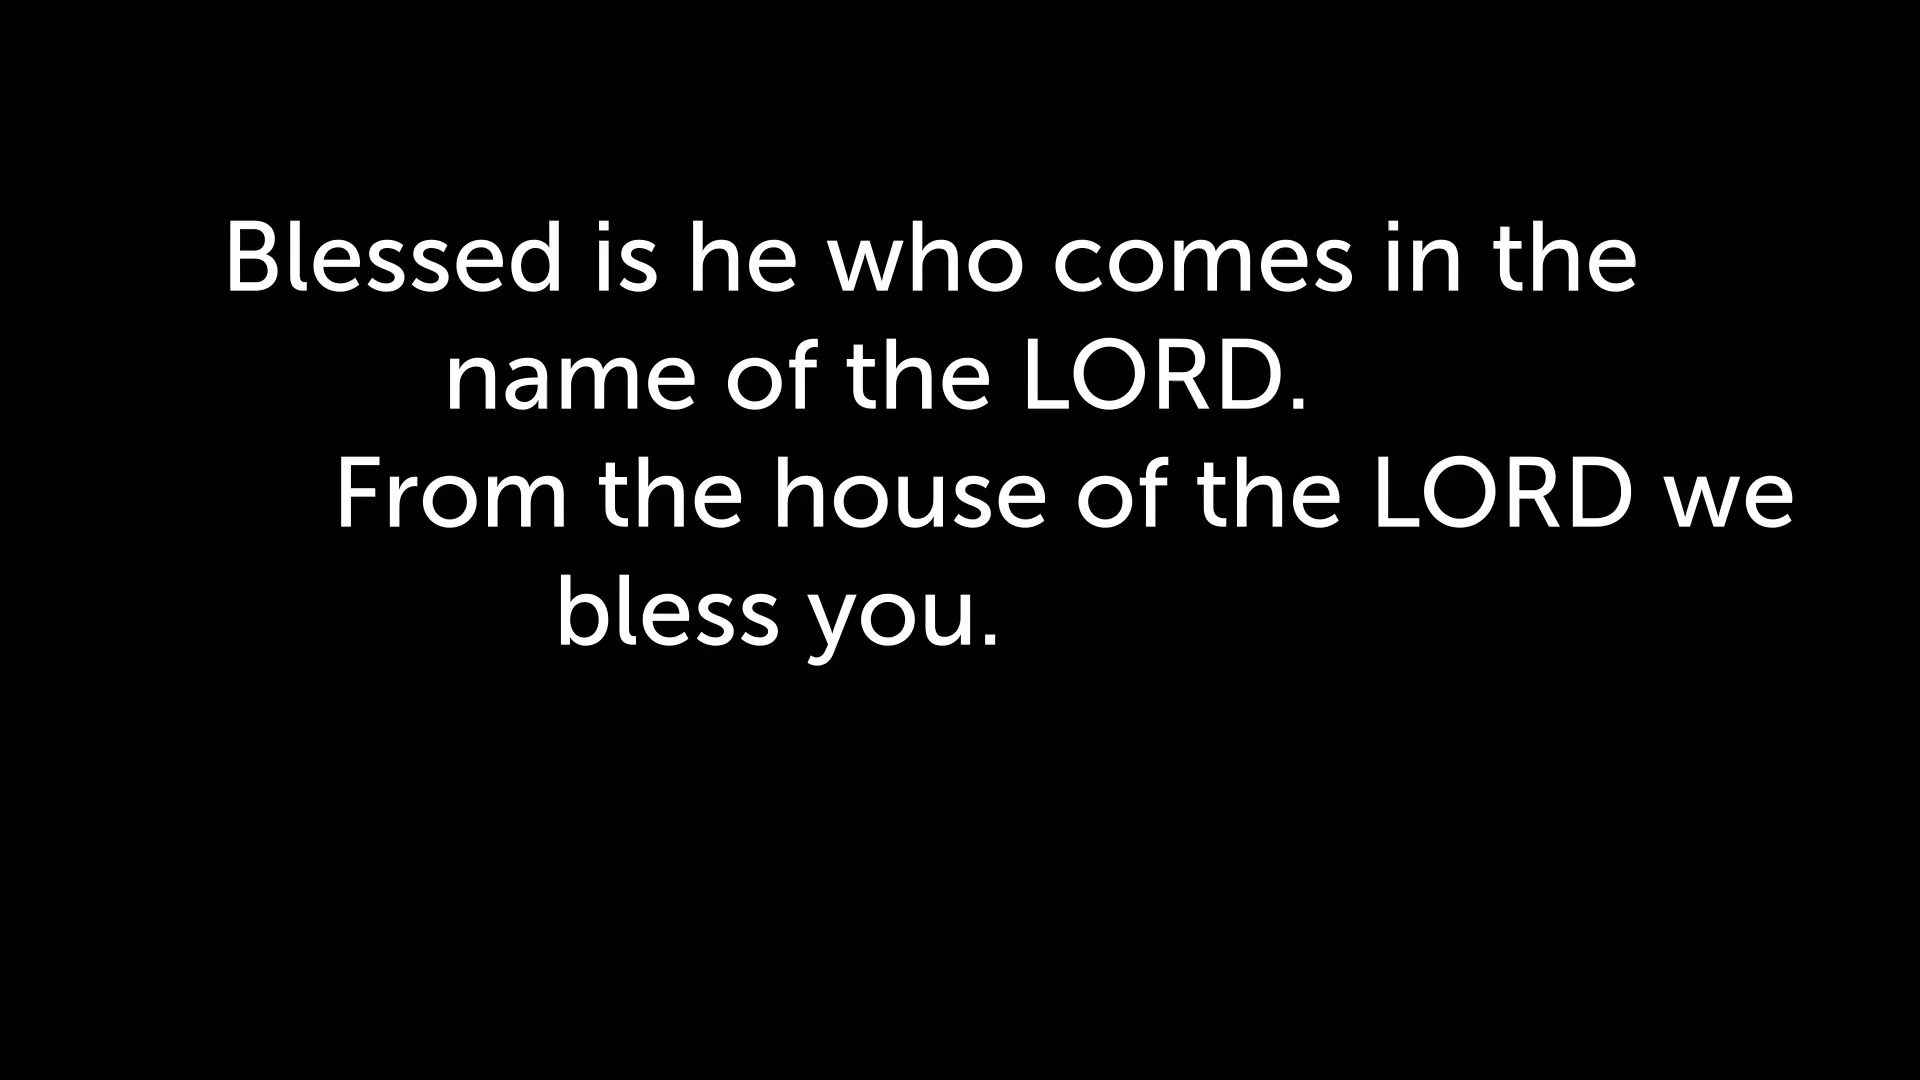 Blessed is he who comes in the
name of the LORD.
From the house of the LORD we
bless you.